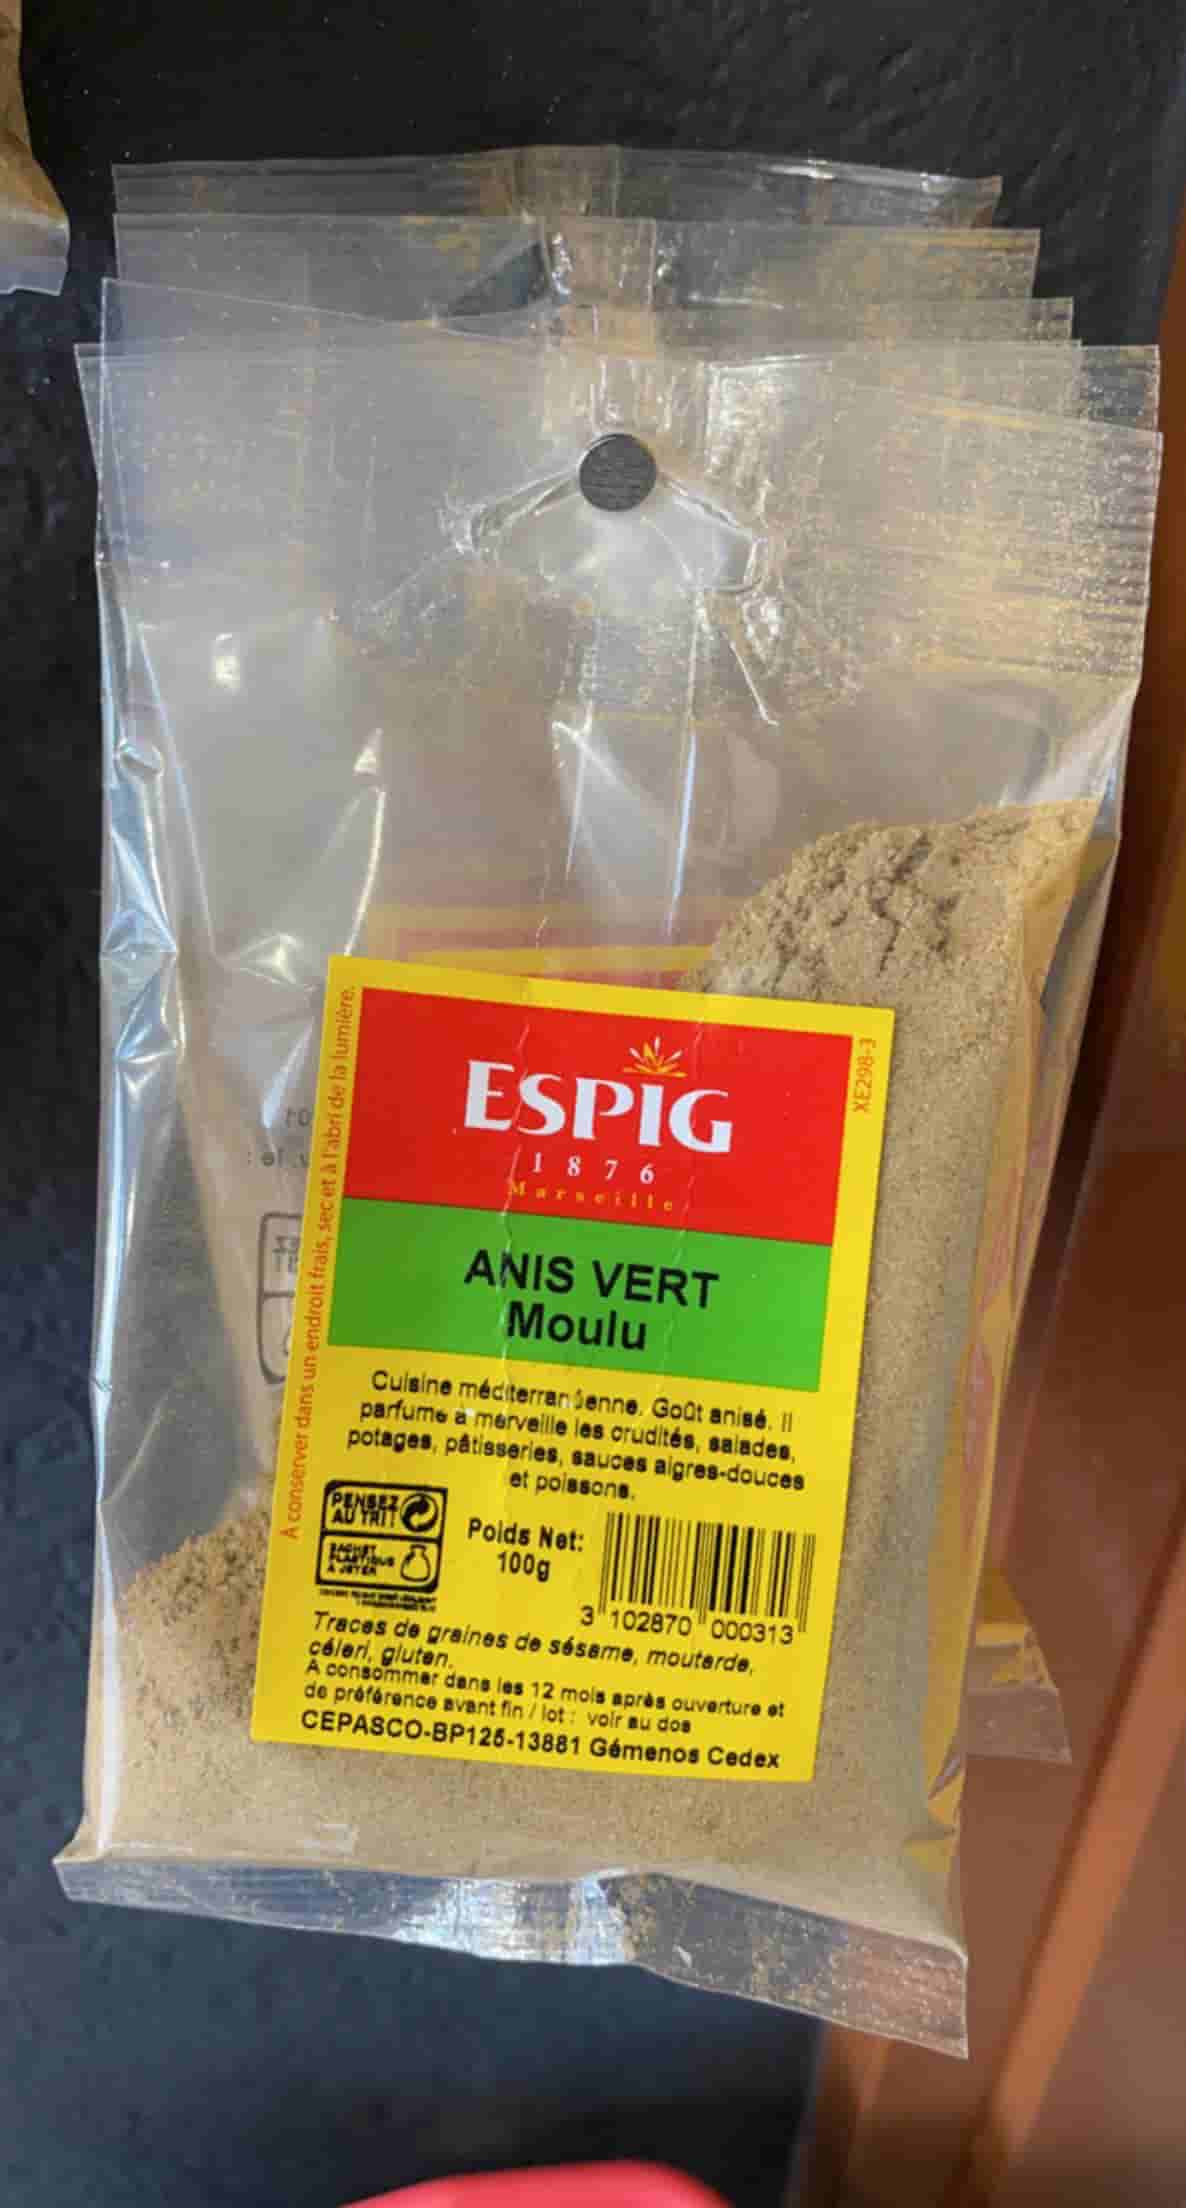 À conserver dans un endroit frais, sec et à l'abri de la lumière.
XE298-3
ESPIG
1876
Marseille
ANIS VERT
Moulu
Cuisine méditerranéenne. Goût anisé. Il
parfume a merveille les crudités, salades,
potages, pâtisseries, sauces aigres-douces
et poissons.
PENSEZ
AU TRI !
SACHET
PLASTIQUE
A JETER
Poids Net:
100g
3 102870 000313
Traces de graines de sésame, moutarde,
céleri, gluten.
A consommer dans les 12 mois après ouverture et
de préférence avant fin / lot : voir au dos
CEPASCO-BP125-13881 Gémenos Cedex